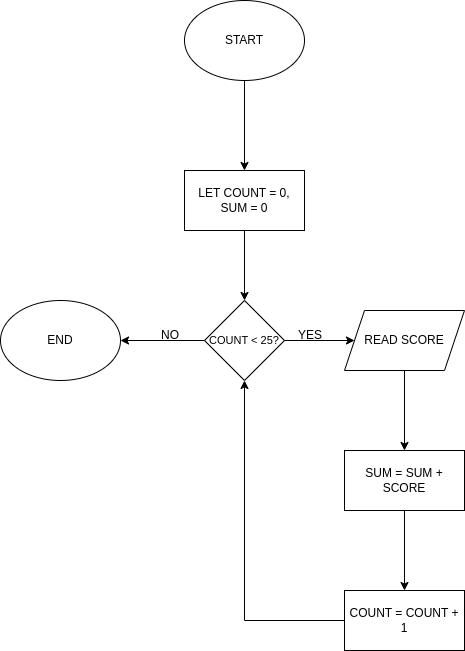 START
LET COUNT = 0,
SUM = 0
END
NO
COUNT < 25?
YES
READ SCORE
SUM = SUM +
SCORE
COUNT = COUNT +
1